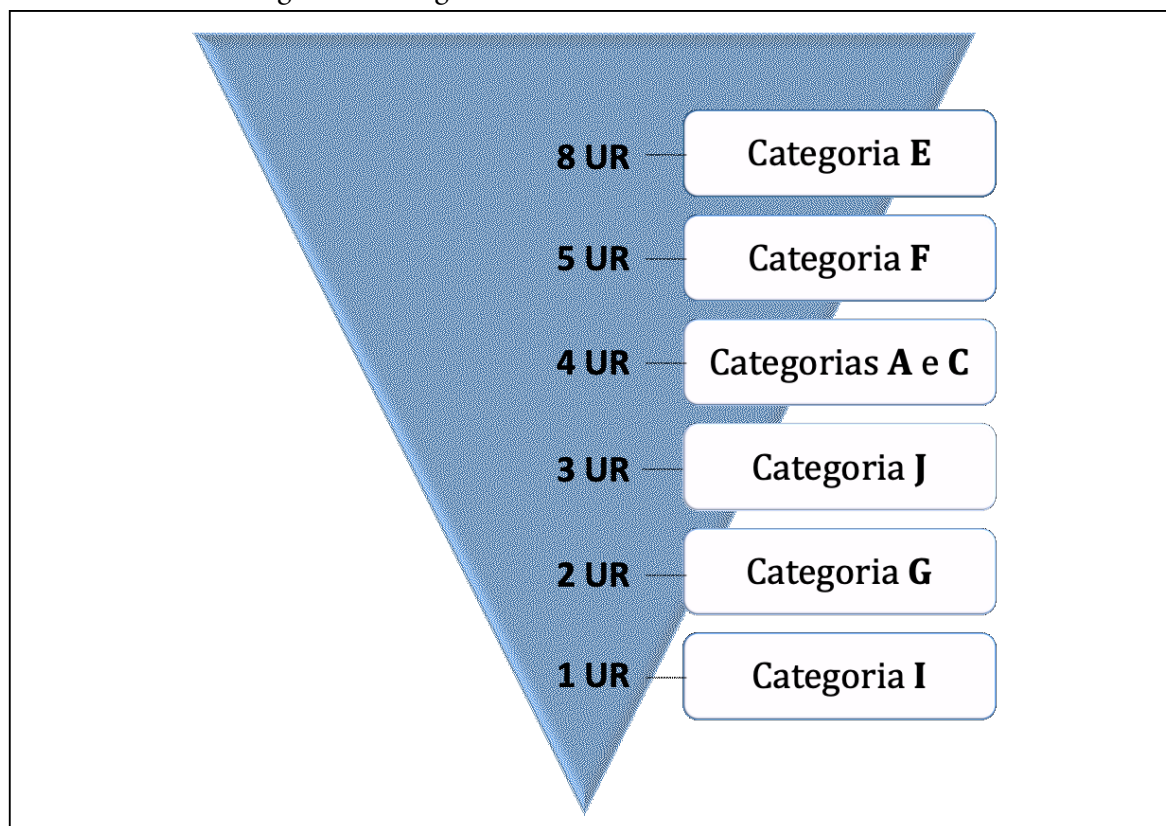 8 UR Categoria E
5 UR Categoria F
4 UR Categorias A e C
3 UR Categoria J
2 UR Categoria G
1 UR Categoria I